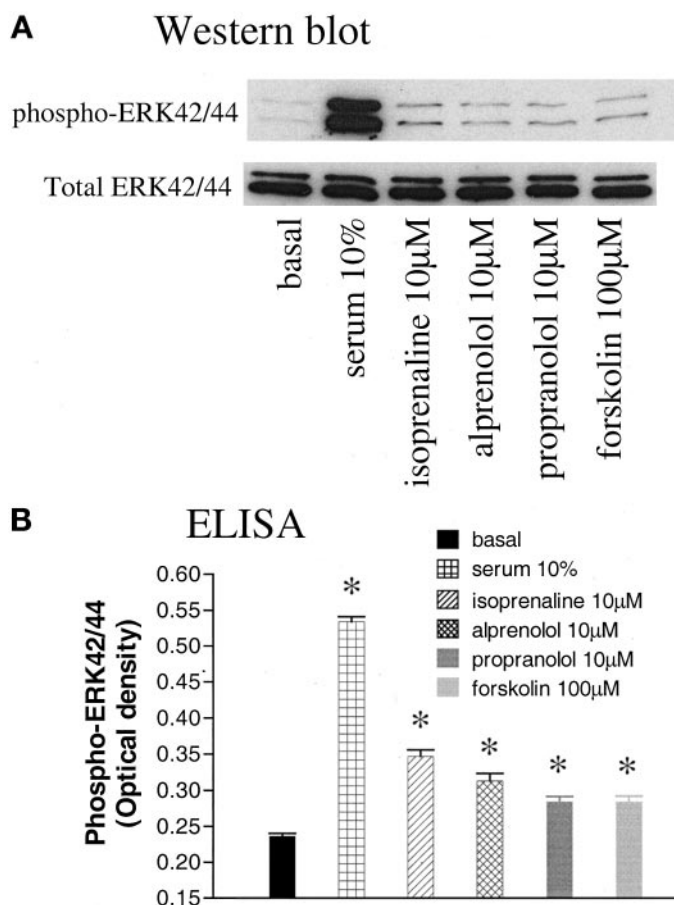 A
Western blot
phospho-ERK42/44
Total ERK42/44
basal
serum 10%
isoprenaline 10μM
alprenolol 10μM
propranolol 10μM
forskolin 100μM
B
ELISA
basal
serum 10%
isoprenaline 10μM
alprenolol 10μM
propranolol 10μM
forskolin 100μM
Phospho-ERK42/44
(Optical density)
0.60
0.55
0.50
0.45
0.40
0.35
0.30
0.25
0.20
0.15
*
*
*
*
*